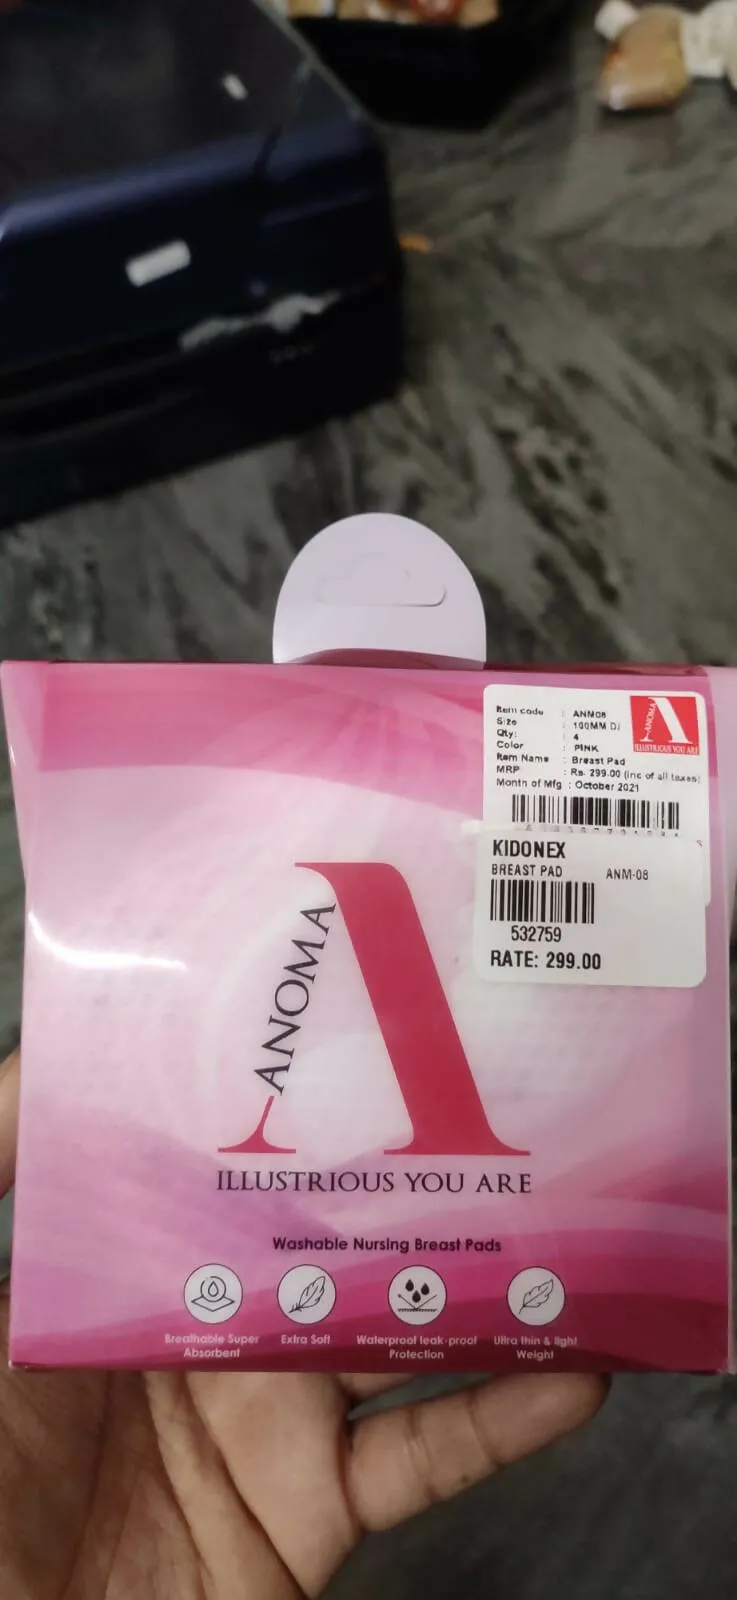 Item code : ANM08
Size : 100MM DI
Qty: : 4
Color : PINK
Item Name : Breast Pad
MRP : Rs. 299.00 (inc of all taxes)
Month of Mfg : October 2021
ANOMA
ILLUSTRIOUS YOU ARE
KIDONEX
BREAST PAD ANM-08
532759
RATE: 299.00
ANOMA
ILLUSTRIOUS YOU ARE
Washable Nursing Breast Pads
Breathable Super
Absorbent
Extra Soft
Waterproof leak-proof
Protection
Ultra thin & light
Weight